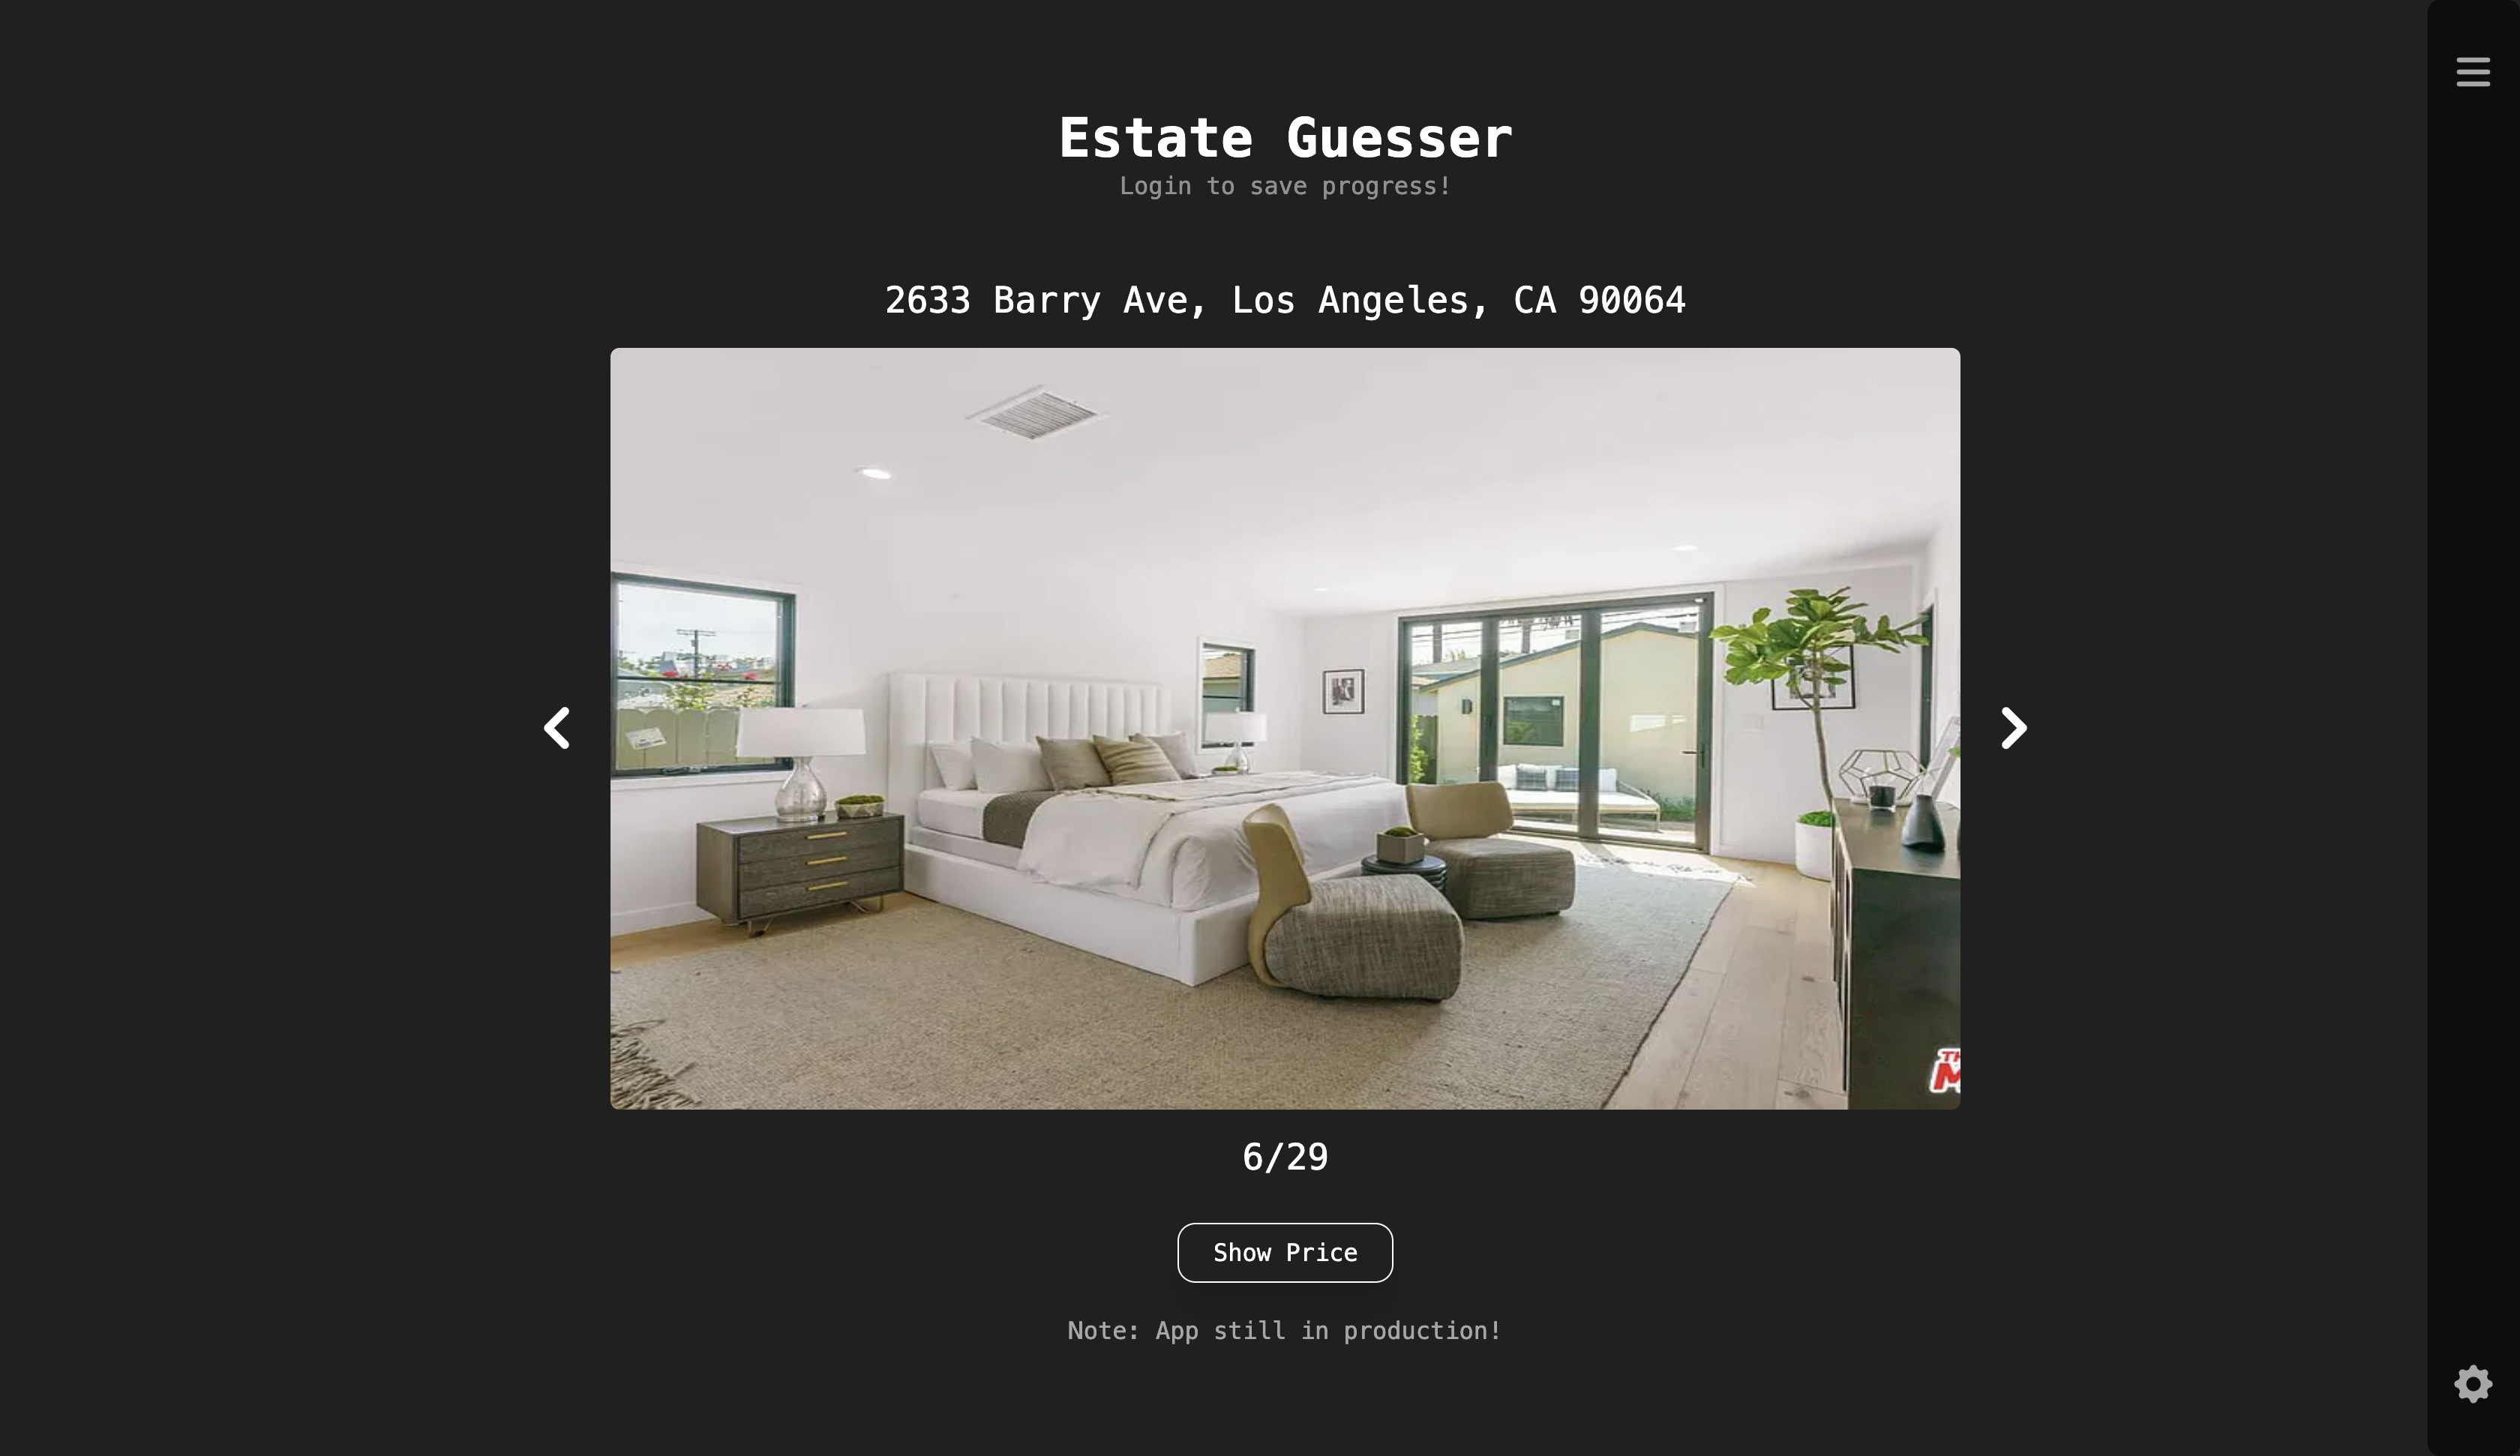 Estate Guesser
Login to save progress!
2633 Barry Ave, Los Angeles, CA 90064
6/29
Show Price
Note: App still in production!